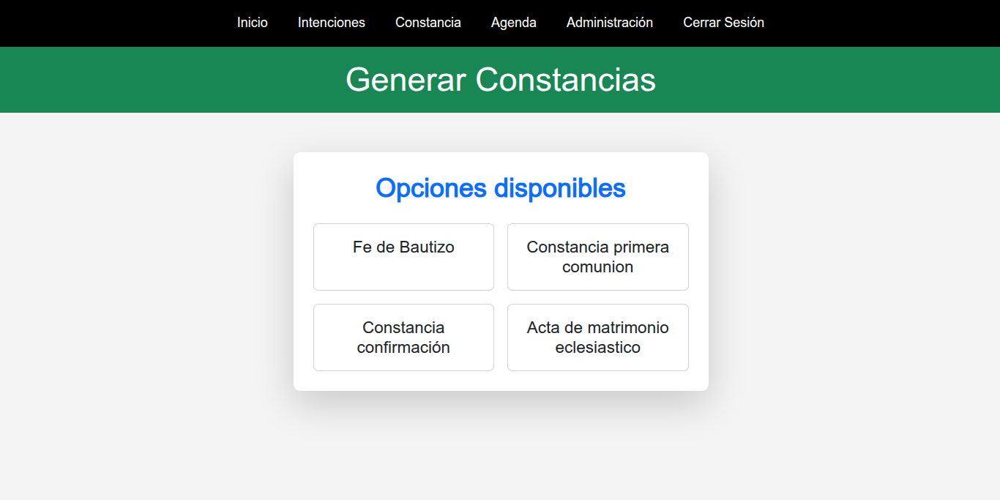 Inicio Intenciones Constancia Agenda Administración Cerrar Sesión
Generar Constancias
Opciones disponibles
Fe de Bautizo
Constancia primera
comunion
Constancia
confirmación
Acta de matrimonio
eclesiastico